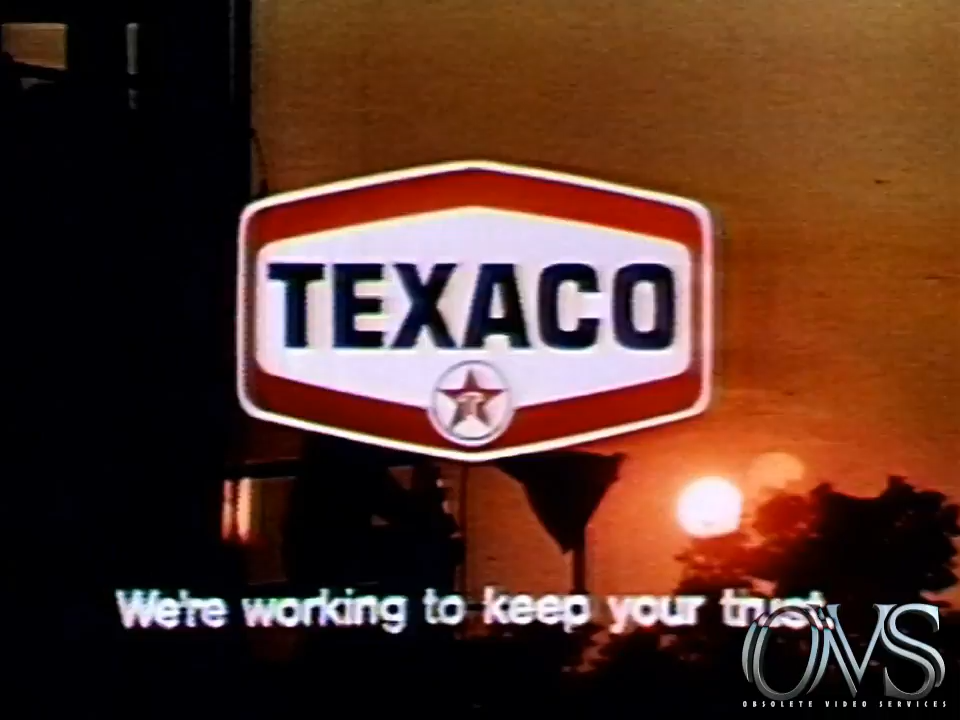 TEXACO
T
We're working to keep your trust.
OVS
OBSOLETE VIDEO SERVICES